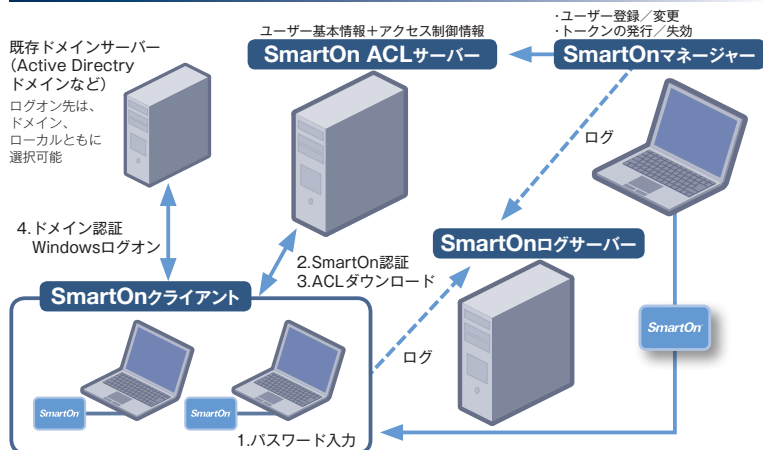 ユーザー基本情報＋アクセス制御情報
SmartOn ACLサーバー
・ユーザー登録／変更
・トークンの発行／失効
SmartOnマネージャー
既存ドメインサーバー
(Active Directry
ドメインなど)
ログオン先は、
ドメイン、
ローカルともに
選択可能
ログ
4.ドメイン認証
Windowsログオン
2.SmartOn認証
3.ACLダウンロード
SmartOnログサーバー
SmartOnクライアント
ログ
SmartOn
SmartOn
SmartOn
1.パスワード入力